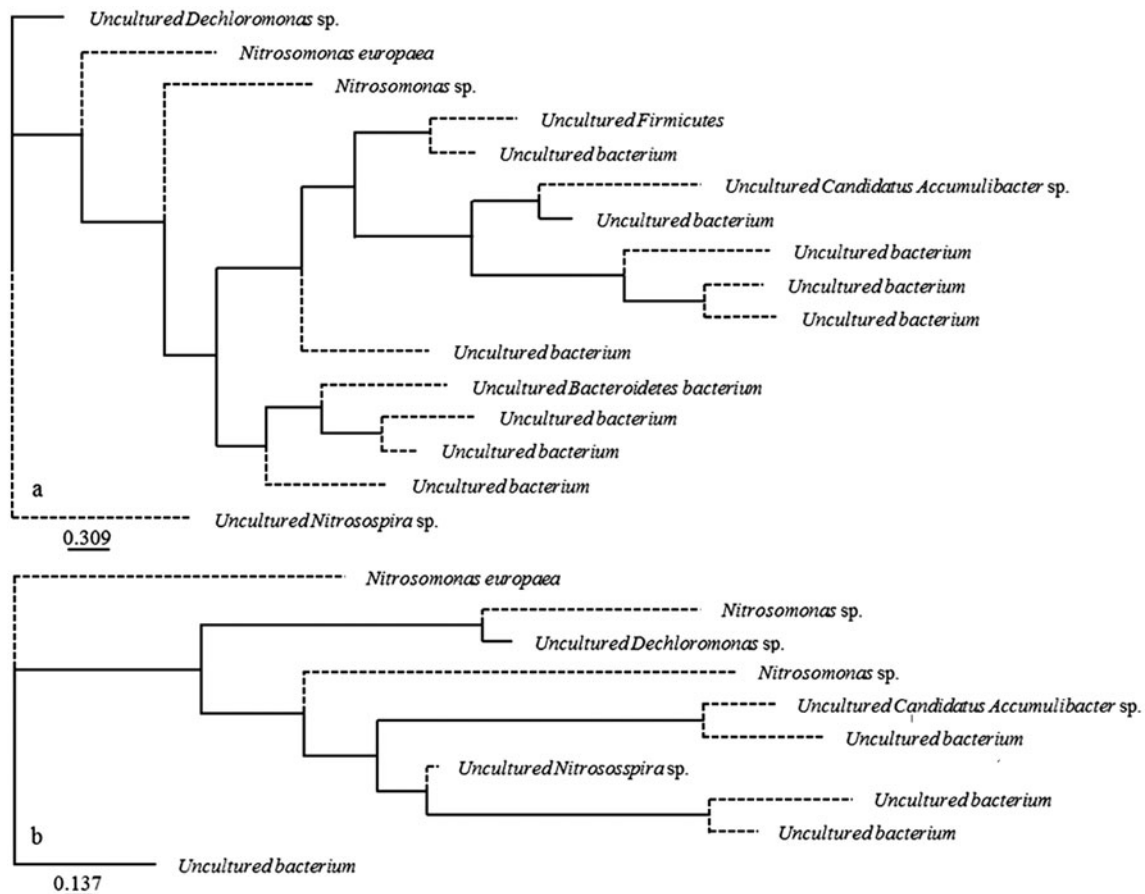 Uncultured Dechloromonas sp.
Nitrosomonas europaea
Nitrosomonas sp.
Uncultured Firmicutes
Uncultured bacterium
Uncultured Candidatus Accumulibacter sp.
Uncultured bacterium
Uncultured bacterium
Uncultured bacterium
Uncultured bacterium
Uncultured bacterium
Uncultured Bacteroidetes bacterium
Uncultured bacterium
Uncultured bacterium
Uncultured bacterium
a
Uncultured Nitrosospira sp.
0.309
Nitrosomonas europaea
Nitrosomonas sp.
Uncultured Dechloromonas sp.
Nitrosomonas sp.
Uncultured Candidatus Accumulibacter sp.
Uncultured bacterium
Uncultured Nitrososspira sp.
Uncultured bacterium
Uncultured bacterium
b
Uncultured bacterium
0.137